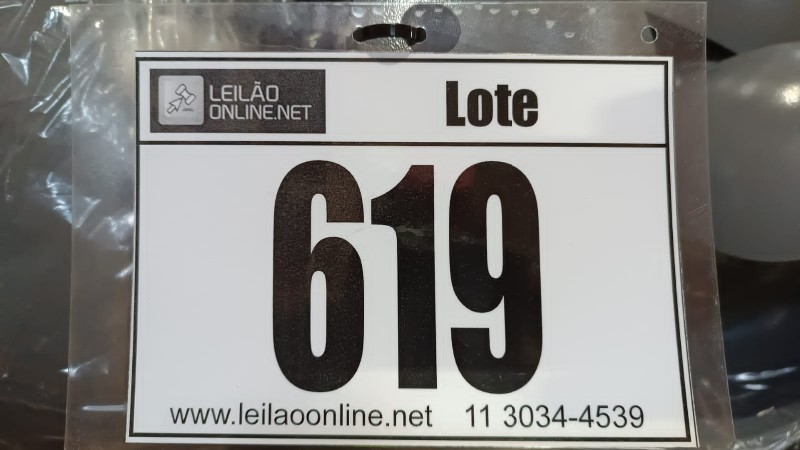 LEILÃO
ONLINE.NET
Lote
619
www.leilaoonline.net 11 3034-4539